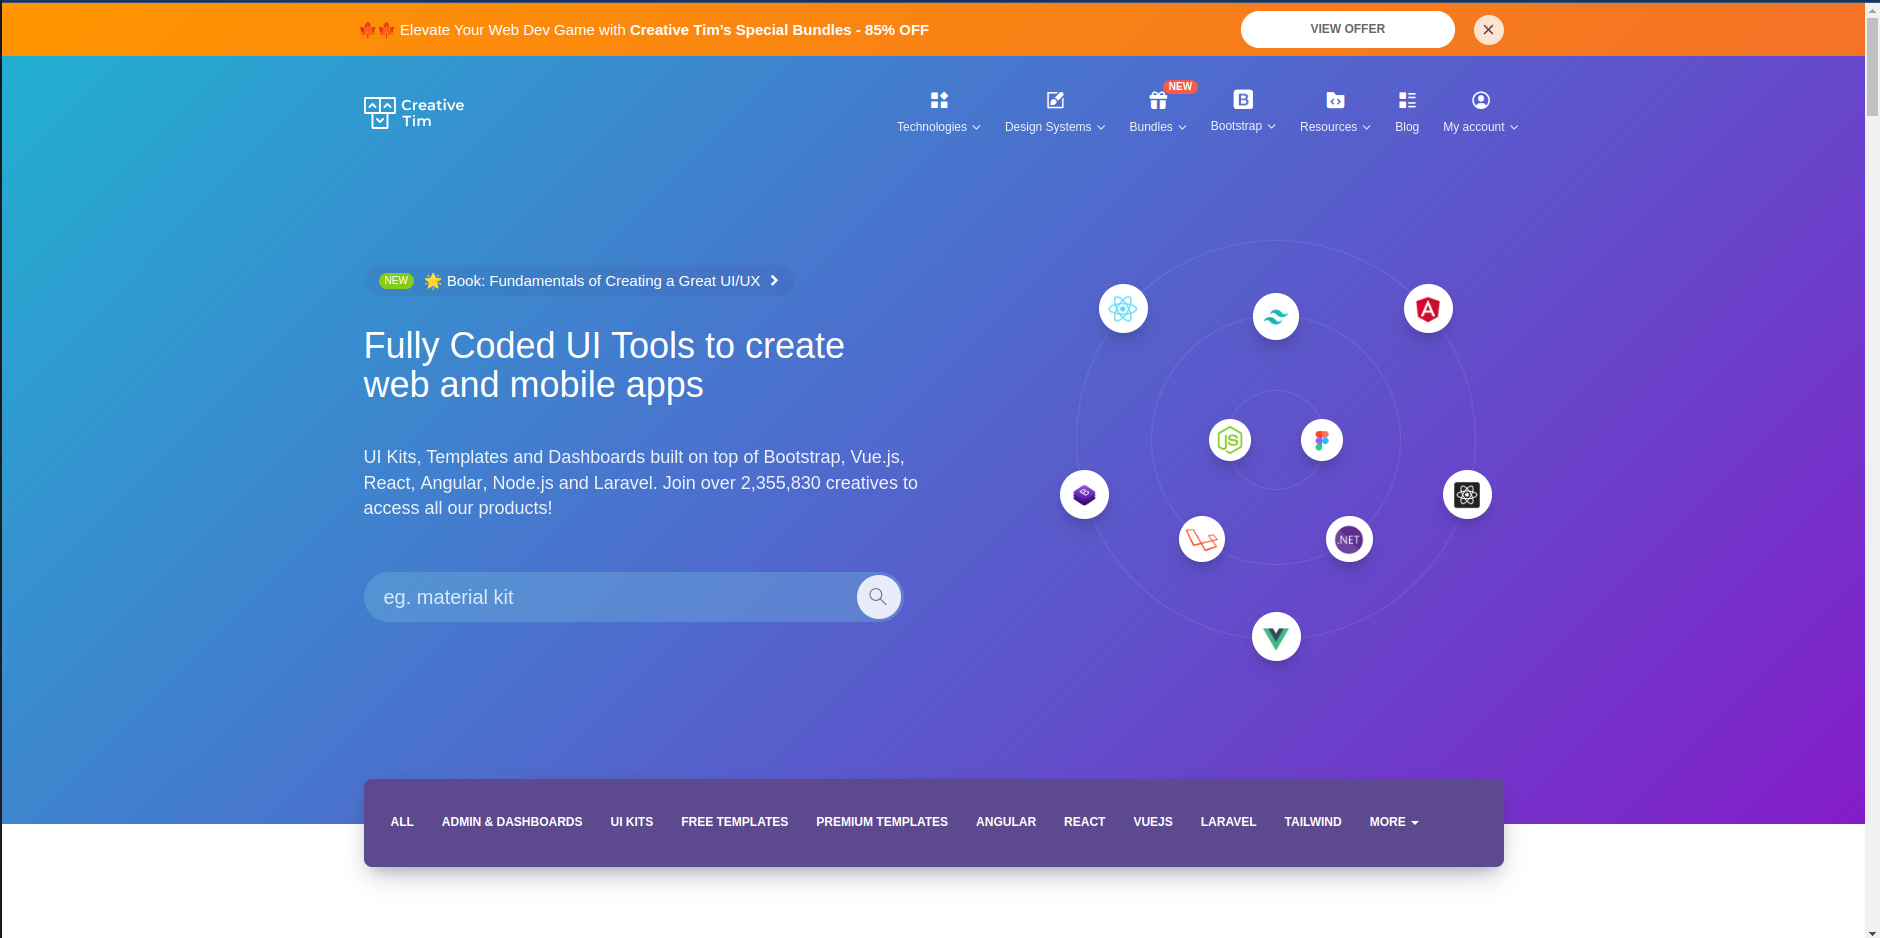 🍁🍁 Elevate Your Web Dev Game with Creative Tim’s Special Bundles - 85% OFF
VIEW OFFER
Creative
Tim
NEW
Technologies
Design Systems
Bundles
Bootstrap
Resources
Blog
My account
NEW 🌟 Book: Fundamentals of Creating a Great UI/UX
Fully Coded UI Tools to create
web and mobile apps
UI Kits, Templates and Dashboards built on top of Bootstrap, Vue.js,
React, Angular, Node.js and Laravel. Join over 2,355,830 creatives to
access all our products!
eg. material kit
JS
.NET
ALL
ADMIN & DASHBOARDS
UI KITS
FREE TEMPLATES
PREMIUM TEMPLATES
ANGULAR
REACT
VUEJS
LARAVEL
TAILWIND
MORE